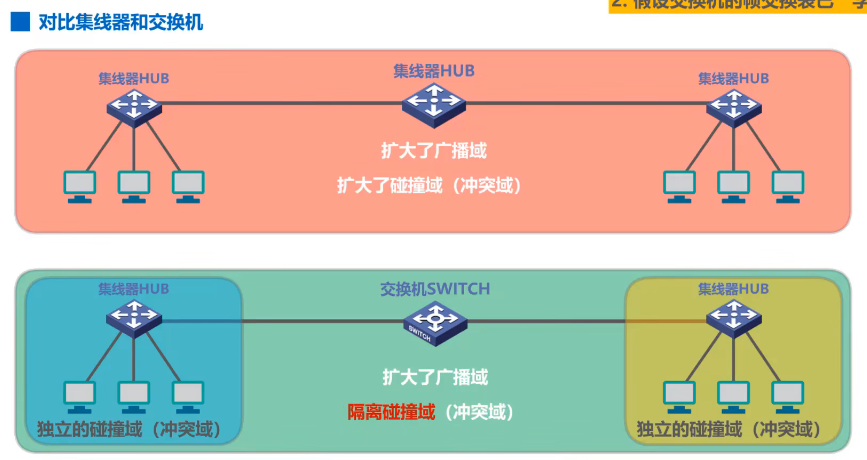 2. 假设交换机的帧交换表已
对比集线器和交换机
集线器HUB
集线器HUB
集线器HUB
扩大了广播域
扩大了碰撞域（冲突域）
集线器HUB
交换机SWITCH
集线器HUB
SWITCH
扩大了广播域
隔离碰撞域（冲突域）
独立的碰撞域（冲突域）
独立的碰撞域（冲突域）